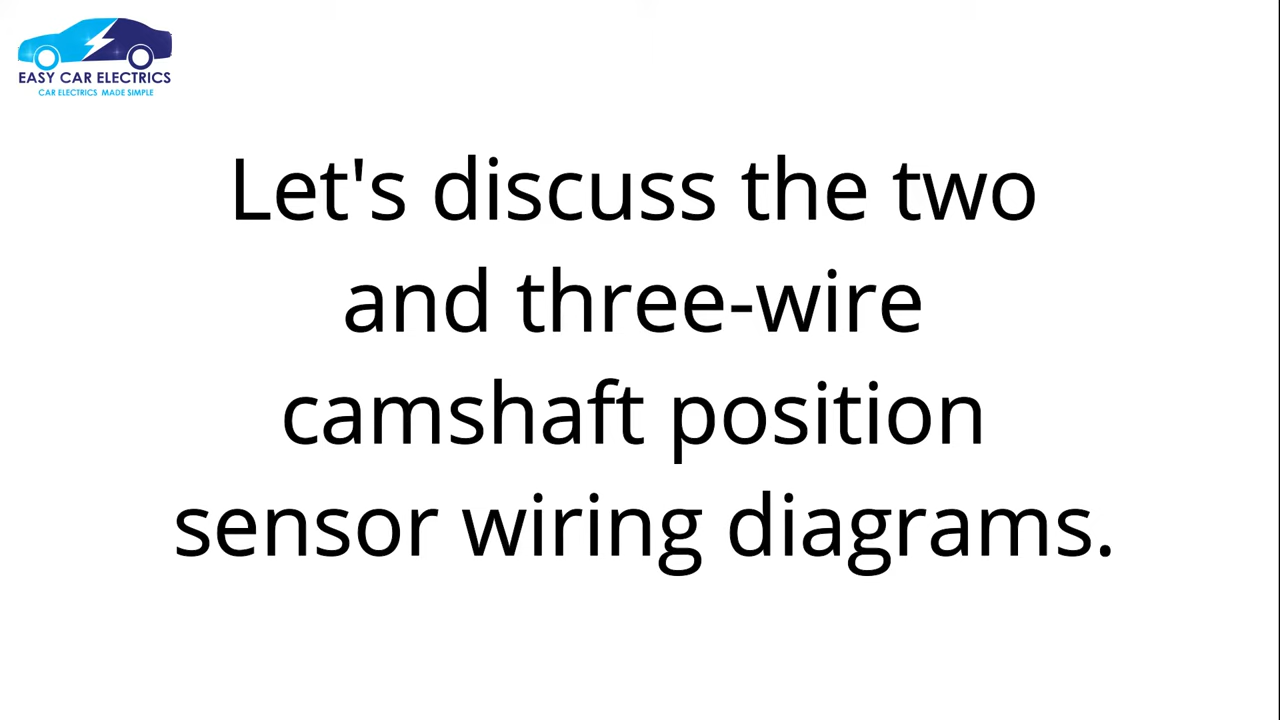 EASY CAR ELECTRICS
CAR ELECTRICS MADE SIMPLE
Let's discuss the two
and three-wire
camshaft position
sensor wiring diagrams.